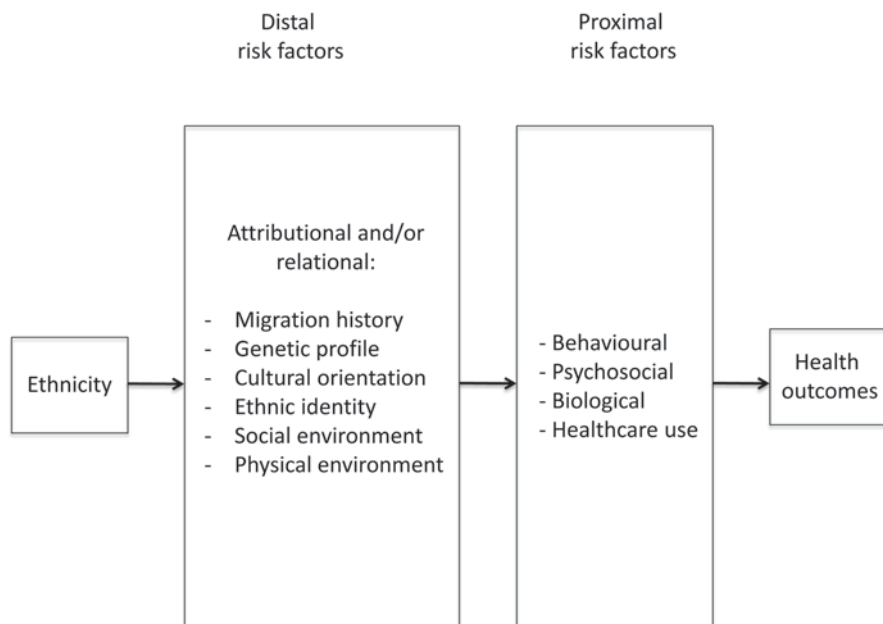 Distal
risk factors
Proximal
risk factors
Ethnicity
Attributional and/or
relational:
- Migration history
- Genetic profile
- Cultural orientation
- Ethnic identity
- Social environment
- Physical environment
- Behavioural
- Psychosocial
- Biological
- Healthcare use
Health
outcomes